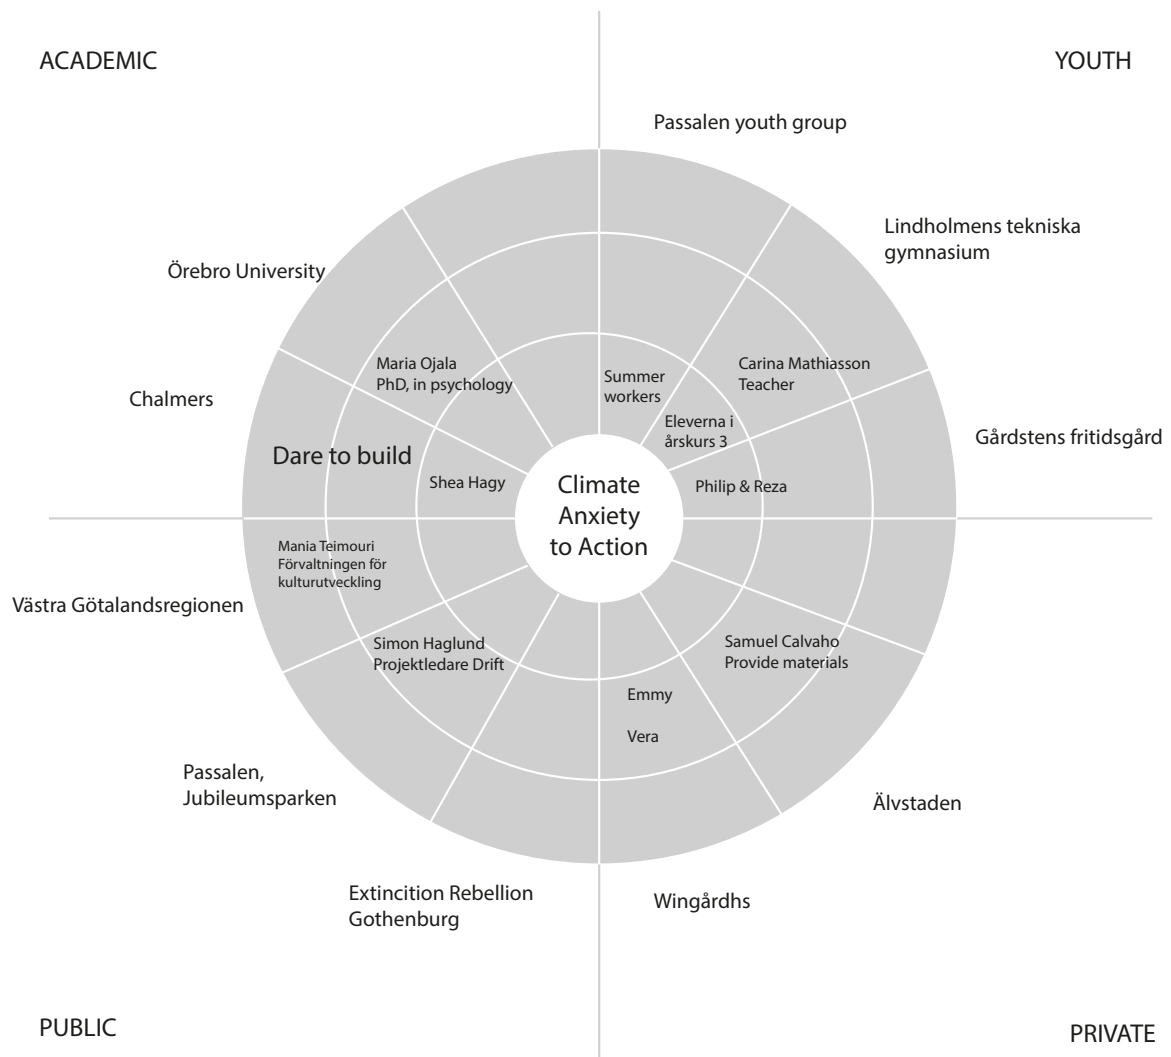 ACADEMIC
YOUTH
Passalen youth group
Lindholmens tekniska
gymnasium
Örebro University
Maria Ojala
PhD, in psychology
Summer
workers
Carina Mathiasson
Teacher
Chalmers
Eleverna i
årskurs 3
Gårdstens fritidsgård
Dare to build
Shea Hagy
Climate
Anxiety
to Action
Philip & Reza
Mania Teimouri
Förvaltningen för
kulturutveckling
Västra Götalandsregionen
Simon Haglund
Projektledare Drift
Samuel Calvaho
Provide materials
Emmy
Vera
Passalen,
Jubileumsparken
Älvstaden
Extincition Rebellion
Gothenburg
Wingårdhs
PUBLIC
PRIVATE